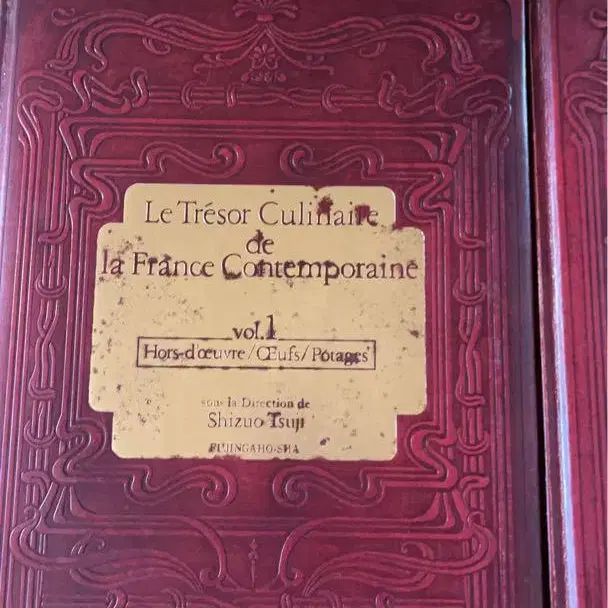 Le Trésor Culinaire
de
la France Contemporaine
vol.1
Hors-d'œuvre/Œufs/Potages
sous la Direction de
Shizuo Tsuji
FUJINGAHO-SHA